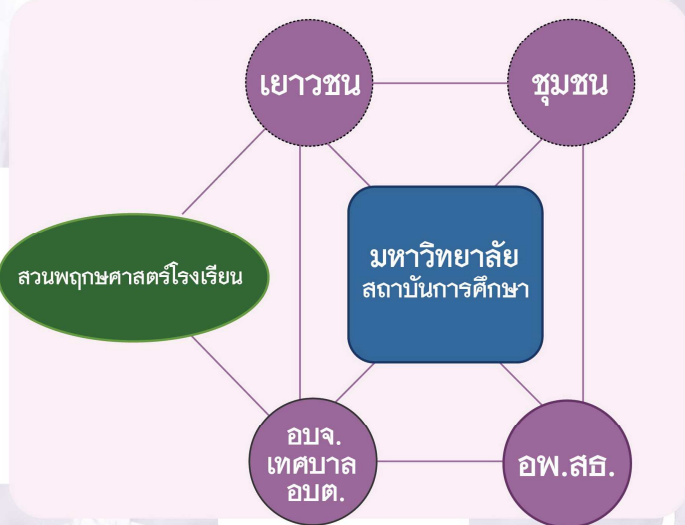 เยาวชน
ชุมชน
สวนพฤกษศาสตร์โรงเรียน
มหาวิทยาลัย
สถาบันการศึกษา
อบจ.
เทศบาล
อบต.
อพ.สธ.